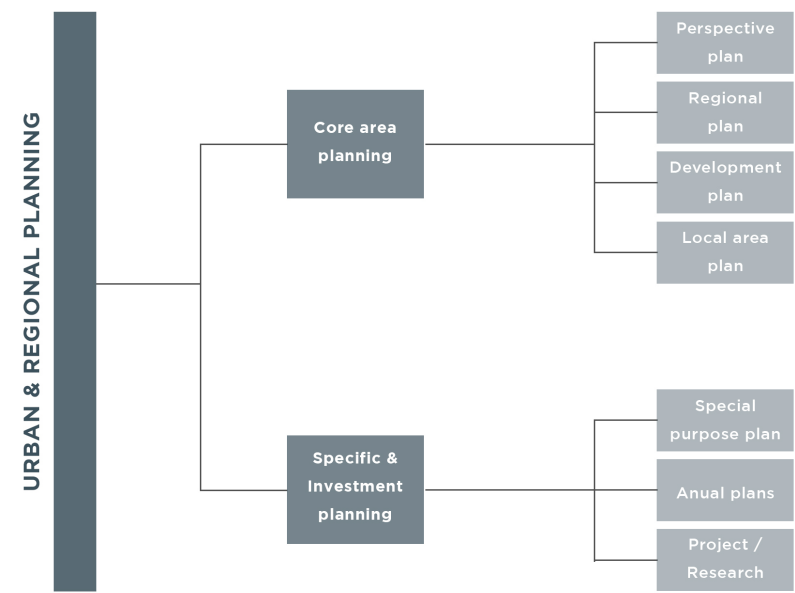 URBAN & REGIONAL PLANNING
Core area
planning
Perspective
plan
Regional
plan
Development
plan
Local area
plan
Specific &
Investment
planning
Special
purpose plan
Anual plans
Project /
Research